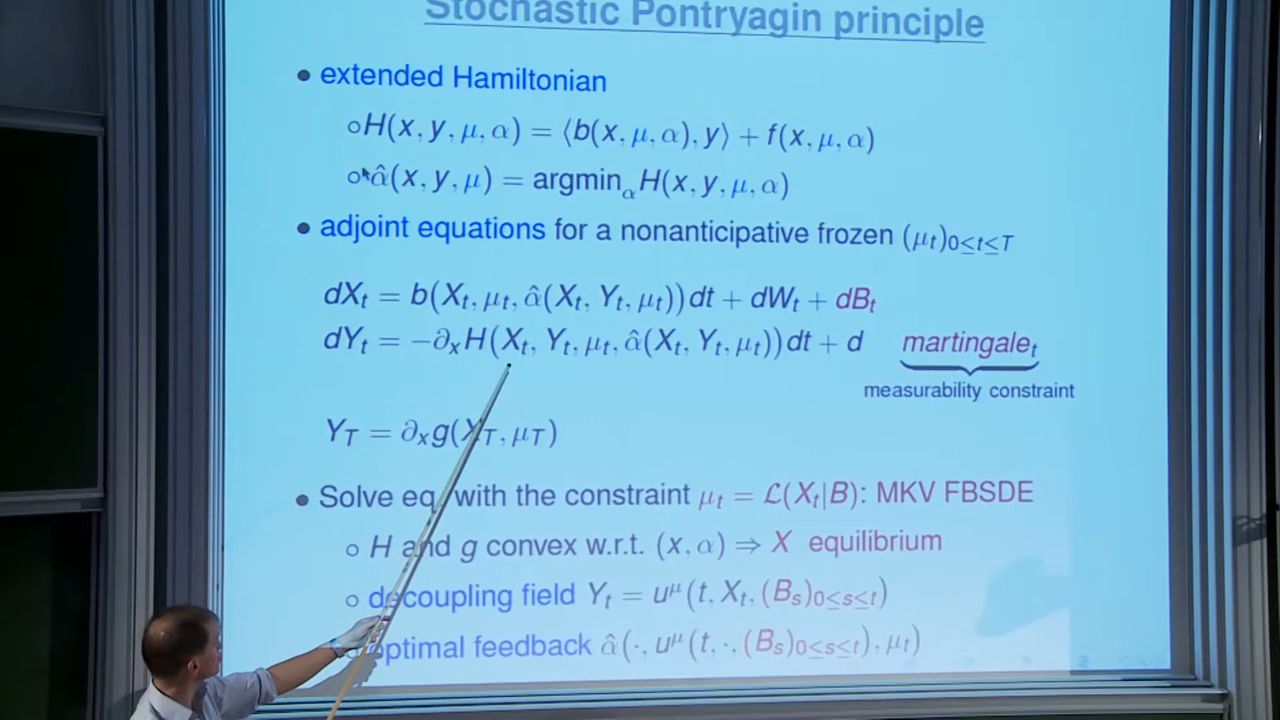 Stochastic Pontryagin principle
• extended Hamiltonian
∘ H(x, y, μ, α) = ⟨b(x, μ, α), y⟩ + f(x, μ, α)
∘ α̂(x, y, μ) = argmin_α H(x, y, μ, α)
• adjoint equations for a nonanticipative frozen (μ_t)_{0≤t≤T}
dX_t = b(X_t, μ_t, α̂(X_t, Y_t, μ_t))dt + dW_t + dB_t
dY_t = −∂_x H(X_t, Y_t, μ_t, α̂(X_t, Y_t, μ_t))dt + d martingale_t
measurability constraint
Y_T = ∂_x g(X_T, μ_T)
• Solve eq. with the constraint μ_t = ℒ(X_t|B): MKV FBSDE
∘ H and g convex w.r.t. (x, α) ⇒ X equilibrium
∘ decoupling field Y_t = u^μ(t, X_t, (B_s)_{0≤s≤t})
optimal feedback α̂(·, u^μ(t, ·, (B_s)_{0≤s≤t}), μ_t)